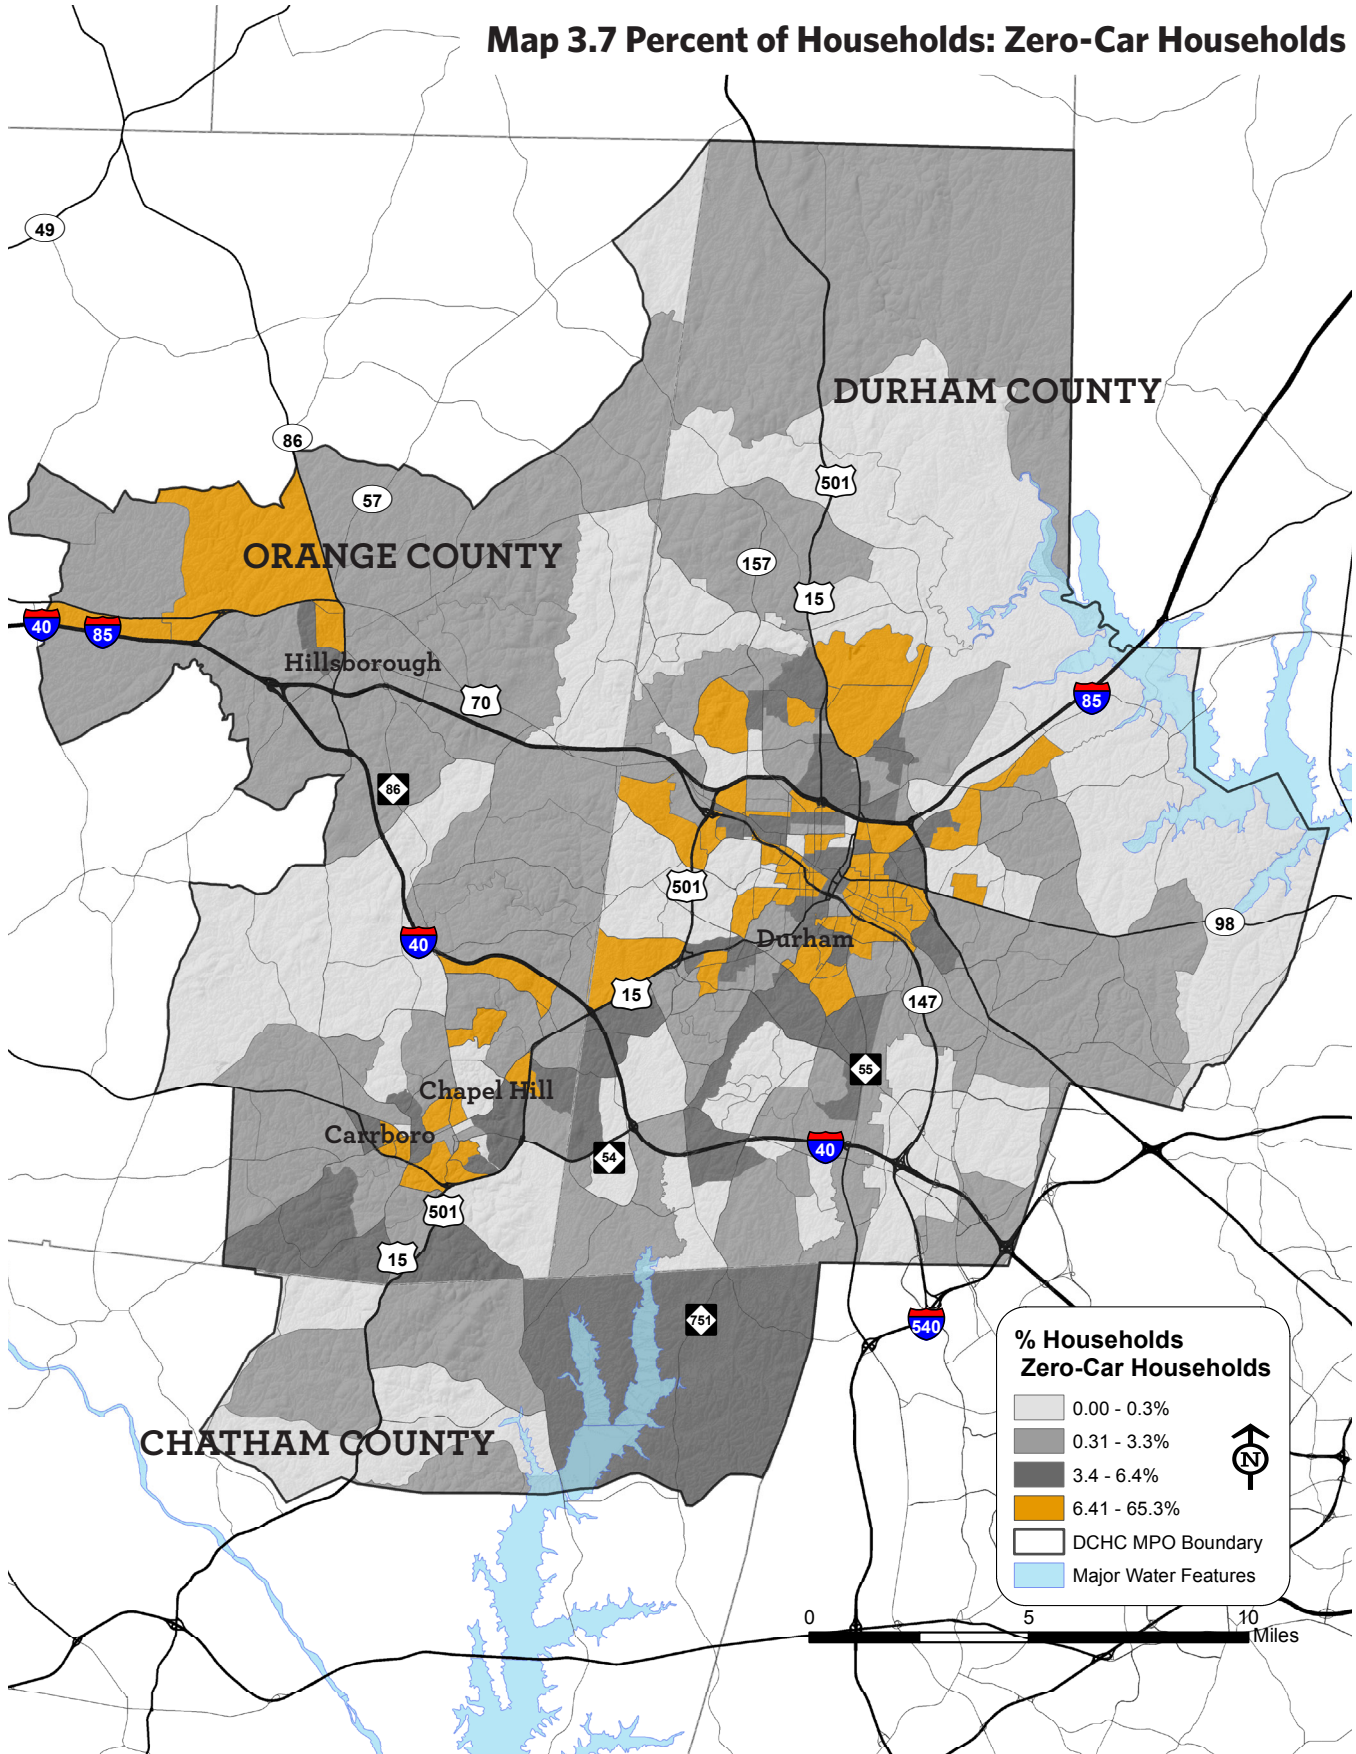 Map 3.7 Percent of Households: Zero-Car Households
49
DURHAM COUNTY
86
501
57
ORANGE COUNTY
157
15
40
85
Hillsborough
70
85
86
501
98
40
Durham
15
147
55
Chapel Hill
Carrboro
40
54
501
15
751
540
% Households
Zero-Car Households
0.00 - 0.3%
0.31 - 3.3%
3.4 - 6.4%
6.41 - 65.3%
DCHC MPO Boundary
Major Water Features
N
CHATHAM COUNTY
0 5 10
Miles